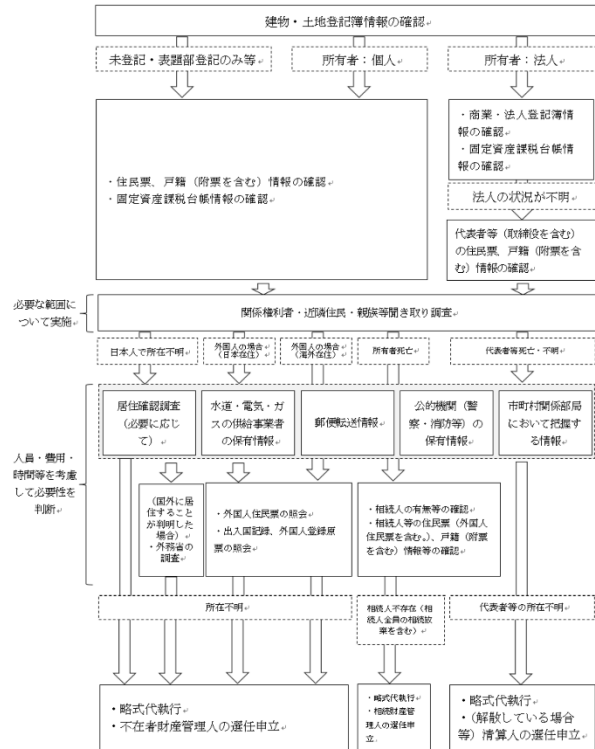 建物・土地登記簿情報の確認
未登記・表題部登記のみ等
所有者：個人
所有者：法人
・住民票、戸籍（附票を含む）情報の確認
・固定資産課税台帳情報の確認
・商業・法人登記簿情
報の確認
・固定資産課税台帳情
報の確認
法人の状況が不明
代表者等（取締役を含む）
の住民票、戸籍（附票を含
む）情報の確認
必要な範囲に
ついて実施
関係権利者・近隣住民・親族等聞き取り調査
日本人で所在不明
外国人の場合
（日本在住）
外国人の場合
（海外在住）
所有者死亡
代表者等死亡・不明
人員・費用・
時間等を考慮
して必要性を
判断
居住確認調査
（必要に応じ
て）
水道・電気・ガ
スの供給事業者
の保有情報
郵便転送情報
公的機関（警
察・消防等）の
保有情報
市町村関係部局
において把握す
る情報
（国外に居
住すること
が判明した
場合）
・外務省の
調査
・外国人住民票の照会
・出入国記録、外国人登録原
票の照会
・相続人の有無等の確認
・相続人等の住民票（外国人
住民票を含む。）、戸籍（附票
を含む）情報等の確認
所在不明
相続人不存在（相
続人全員の相続放
棄を含む）
代表者等の所在不明
・略式代執行
・不在者財産管理人の選任申立
・略式代執行
・相続財産管
理人の選任申
立
・略式代執行
・（解散している場合
等）清算人の選任申立